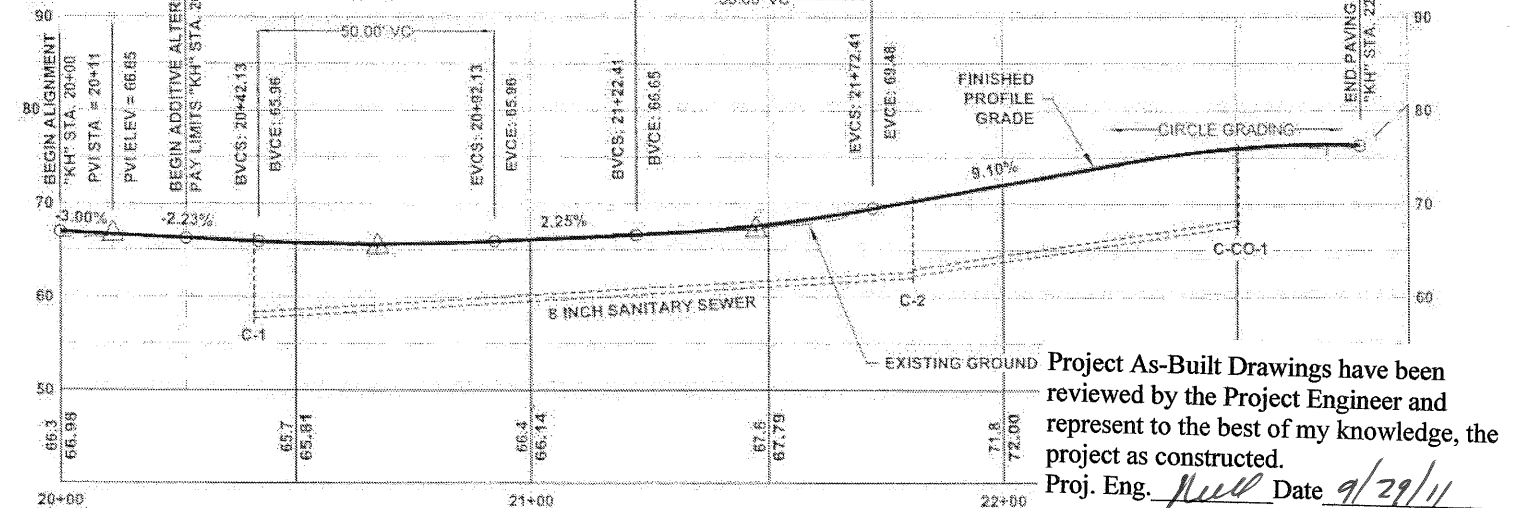 90
50.00' VC
90
BEGIN ALIGNMENT
"KH" STA. 20+00
PVI STA. = 20+11
PVI ELEV = 66.65
BEGIN ADDITIVE ALTER
PAY LIMITS "KH" STA.
BVCS: 20+42.13
BVCE: 65.96
EVCS: 20+92.13
EVCE: 65.96
BVCS: 21+22.41
BVCE: 66.65
EVCS: 21+72.41
EVCE: 69.48
END PAVING
"KH" STA. 22
FINISHED
PROFILE
GRADE
80
80
CIRCLE GRADING
9.10%
70
70
-3.00%
-2.23%
2.25%
C-CO-1
60
60
8 INCH SANITARY SEWER
C-2
C-1
EXISTING GROUND
50
66.3
66.98
65.7
65.81
66.4
66.14
67.6
67.79
71.8
72.00
Project As-Built Drawings have been
reviewed by the Project Engineer and
represent to the best of my knowledge, the
project as constructed.
Proj. Eng. Date 9/29/11
20+00
21+00
22+00